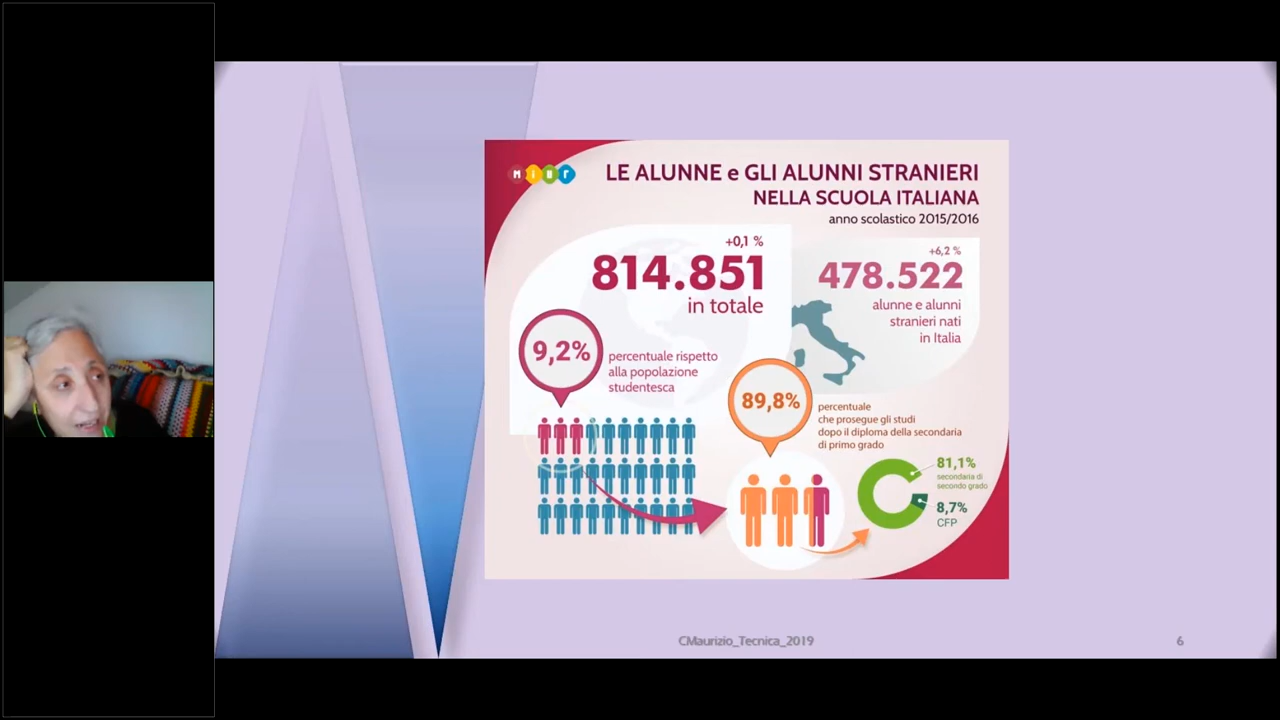 miur
LE ALUNNE e GLI ALUNNI STRANIERI
NELLA SCUOLA ITALIANA
anno scolastico 2015/2016
+0,1 %
814.851
in totale
+6,2 %
478.522
alunne e alunni
stranieri nati
in Italia
9,2%
percentuale rispetto
alla popolazione
studentesca
89,8%
percentuale
che prosegue gli studi
dopo il diploma della secondaria
di primo grado
81,1%
secondaria di
secondo grado
8,7%
CFP
CMaurizio_Tecnica_2019
6